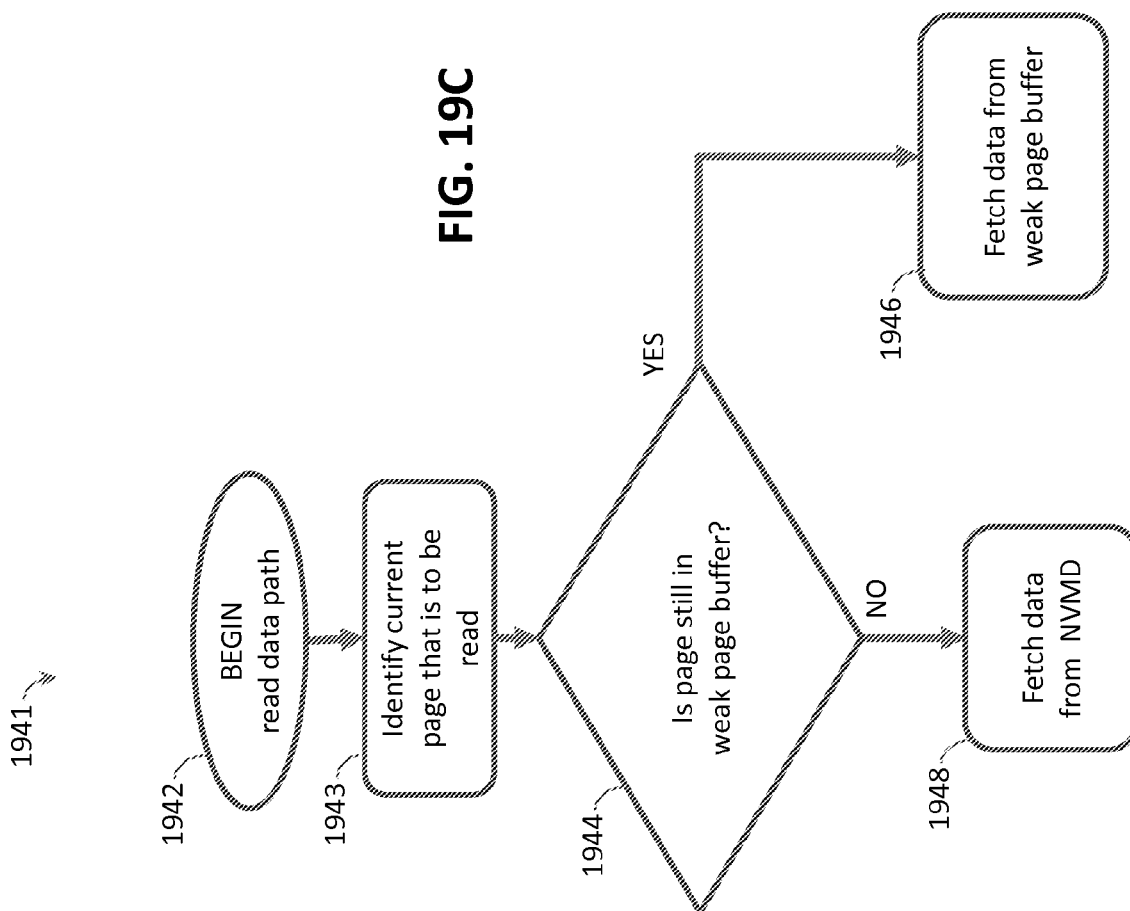 1941
FIG. 19C
1942
BEGIN
read data path
1943
Identify current
page that is to be
read
1944
Is page still in
weak page buffer?
YES
NO
1946
Fetch data from
weak page buffer
1948
Fetch data
from NVMD